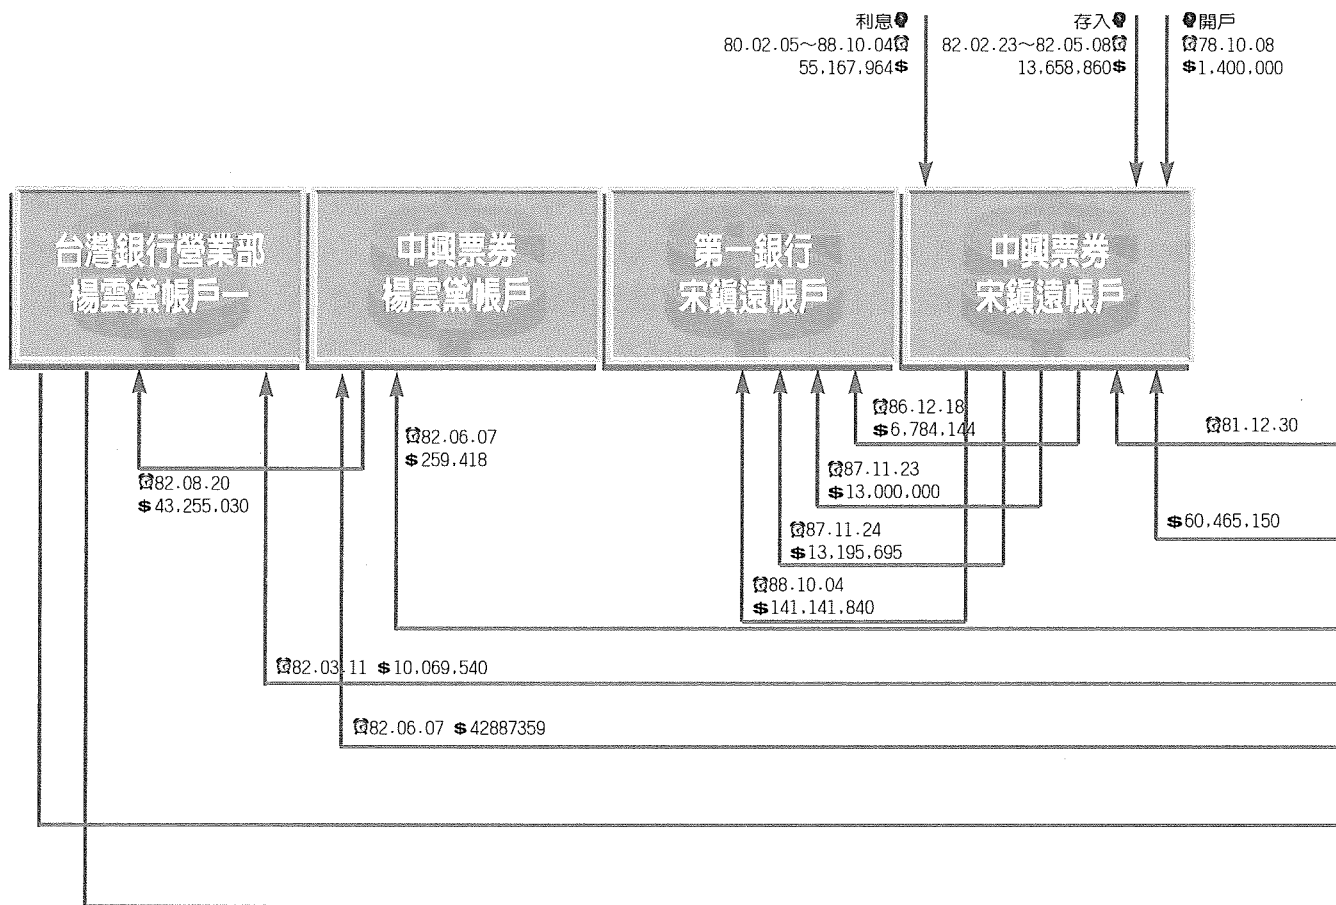 利息
80.02.05～88.10.04
55,167,964$
存入
82.02.23～82.05.08
13,658,860$
開戶
78.10.08
$1,400,000
台灣銀行營業部
楊雲黛帳戶一
中興票券
楊雲黛帳戶
第一銀行
宋鎮遠帳戶
中興票券
宋鎮遠帳戶
86.12.18
$6,784,144
81.12.30
82.06.07
$259,418
87.11.23
$13,000,000
82.08.20
$43,255,030
$60,465,150
87.11.24
$13,195,695
88.10.04
$141,141,840
82.03.11 $10,069,540
82.06.07 $42887359